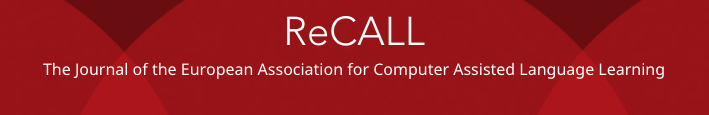 ReCALL
The Journal of the European Association for Computer Assisted Language Learning